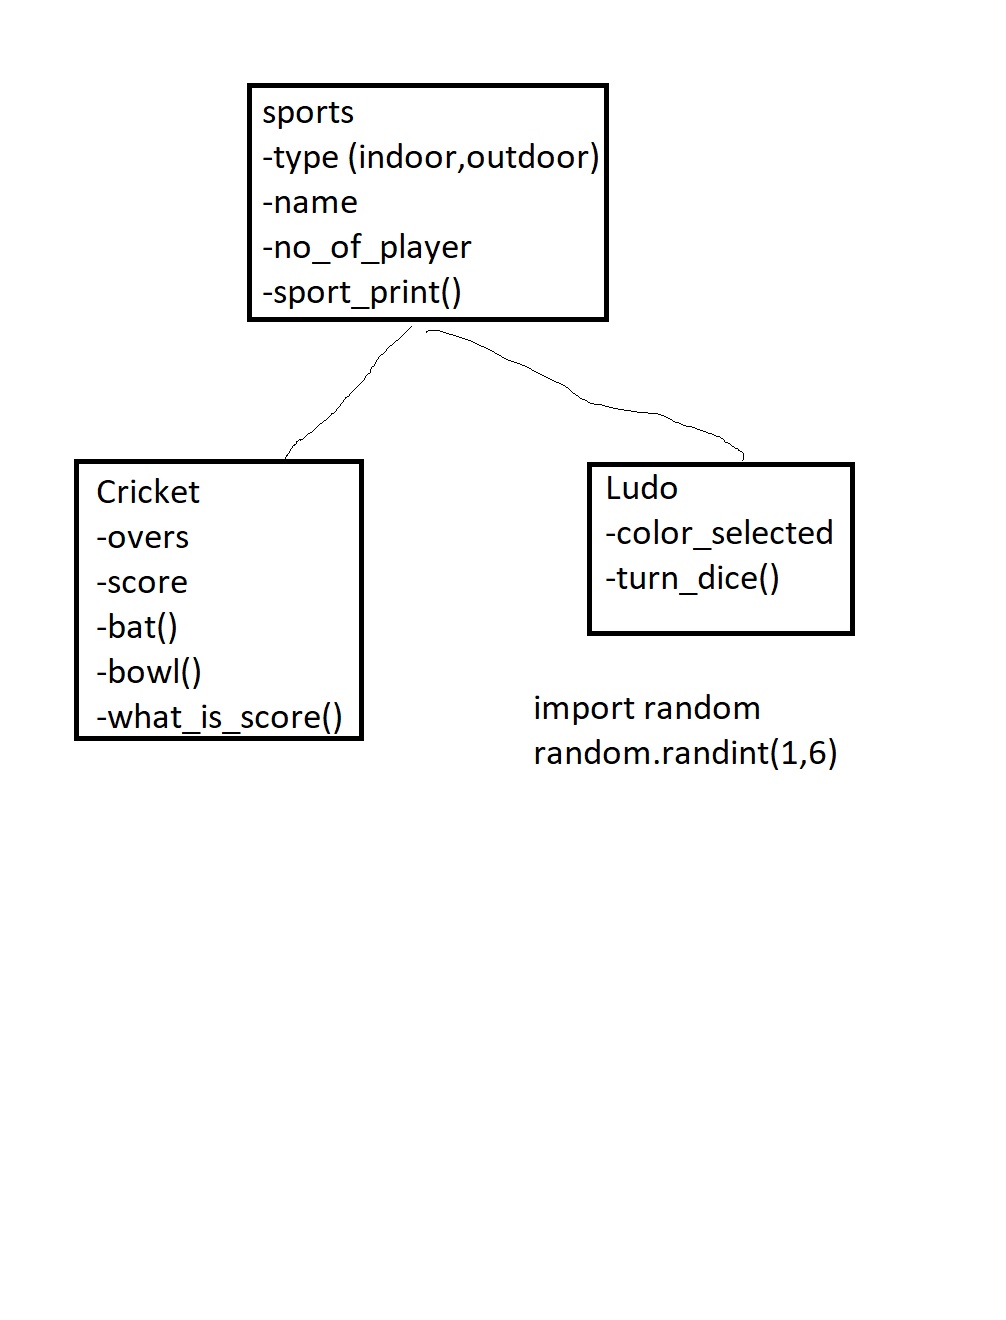 sports
-type (indoor,outdoor)
-name
-no_of_player
-sport_print()
Cricket
-overs
-score
-bat()
-bowl()
-what_is_score()
Ludo
-color_selected
-turn_dice()
import random
random.randint(1,6)